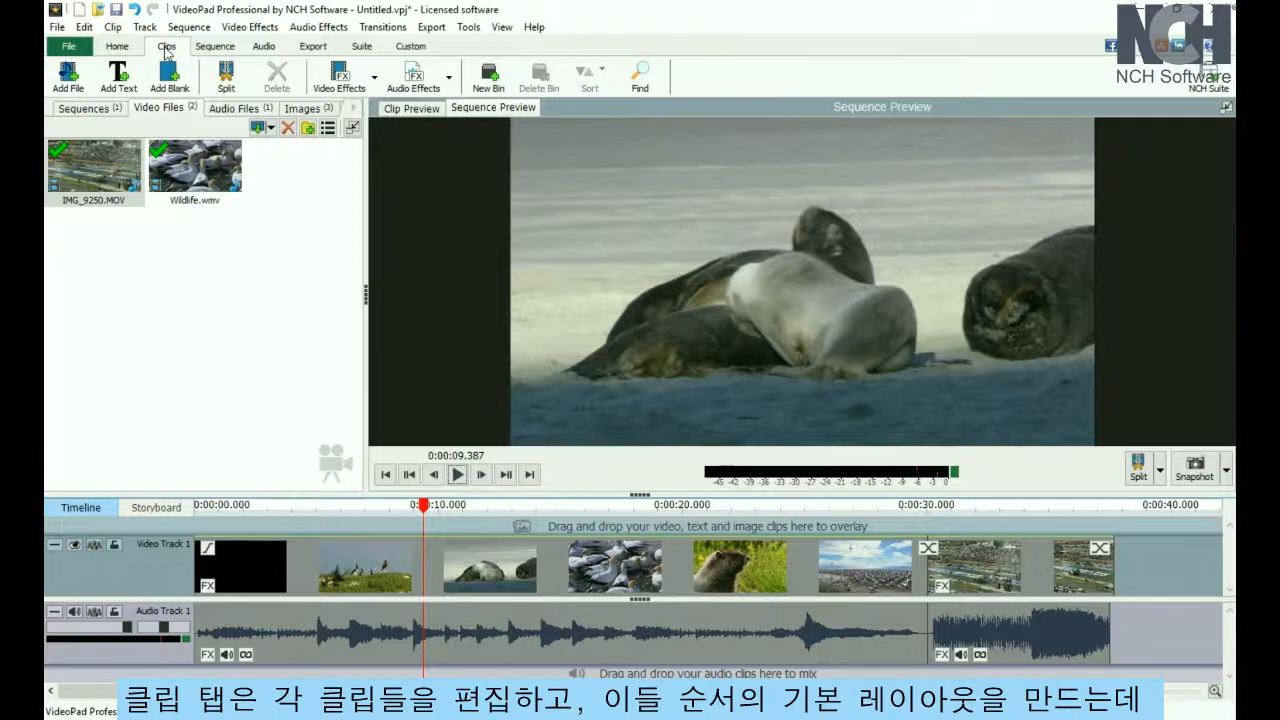 VideoPad Professional by NCH Software - Untitled.vpj* - Licensed software
File Edit Clip Track Sequence Video Effects Audio Effects Transitions Export Tools View Help
File Home Clips Sequence Audio Export Suite Custom
NCH
NCH Software
Add File Add Text Add Blank Split Delete Video Effects Audio Effects New Bin Delete Bin Sort Find NCH Suite
Sequences (1) Video Files (2) Audio Files (1) Images (3)
Clip Preview Sequence Preview Sequence Preview
IMG_9250.MOV Wildlife.wmv
0:00:09.387
-45 -42 -39 -36 -33 -30 -27 -24 -21 -18 -15 -12 -9 -6 -3 0
Split Snapshot
Timeline Storyboard 0:00:00.000 0:00:10.000 0:00:20.000 0:00:30.000 0:00:40.000
Drag and drop your video, text and image clips here to overlay
Video Track 1
FX FX
Audio Track 1
FX FX
Drag and drop your audio clips here to mix
클립 탭은 각 클립들을 편집하고, 이들 순서의 기본 레이아웃을 만드는데
VideoPad Profes